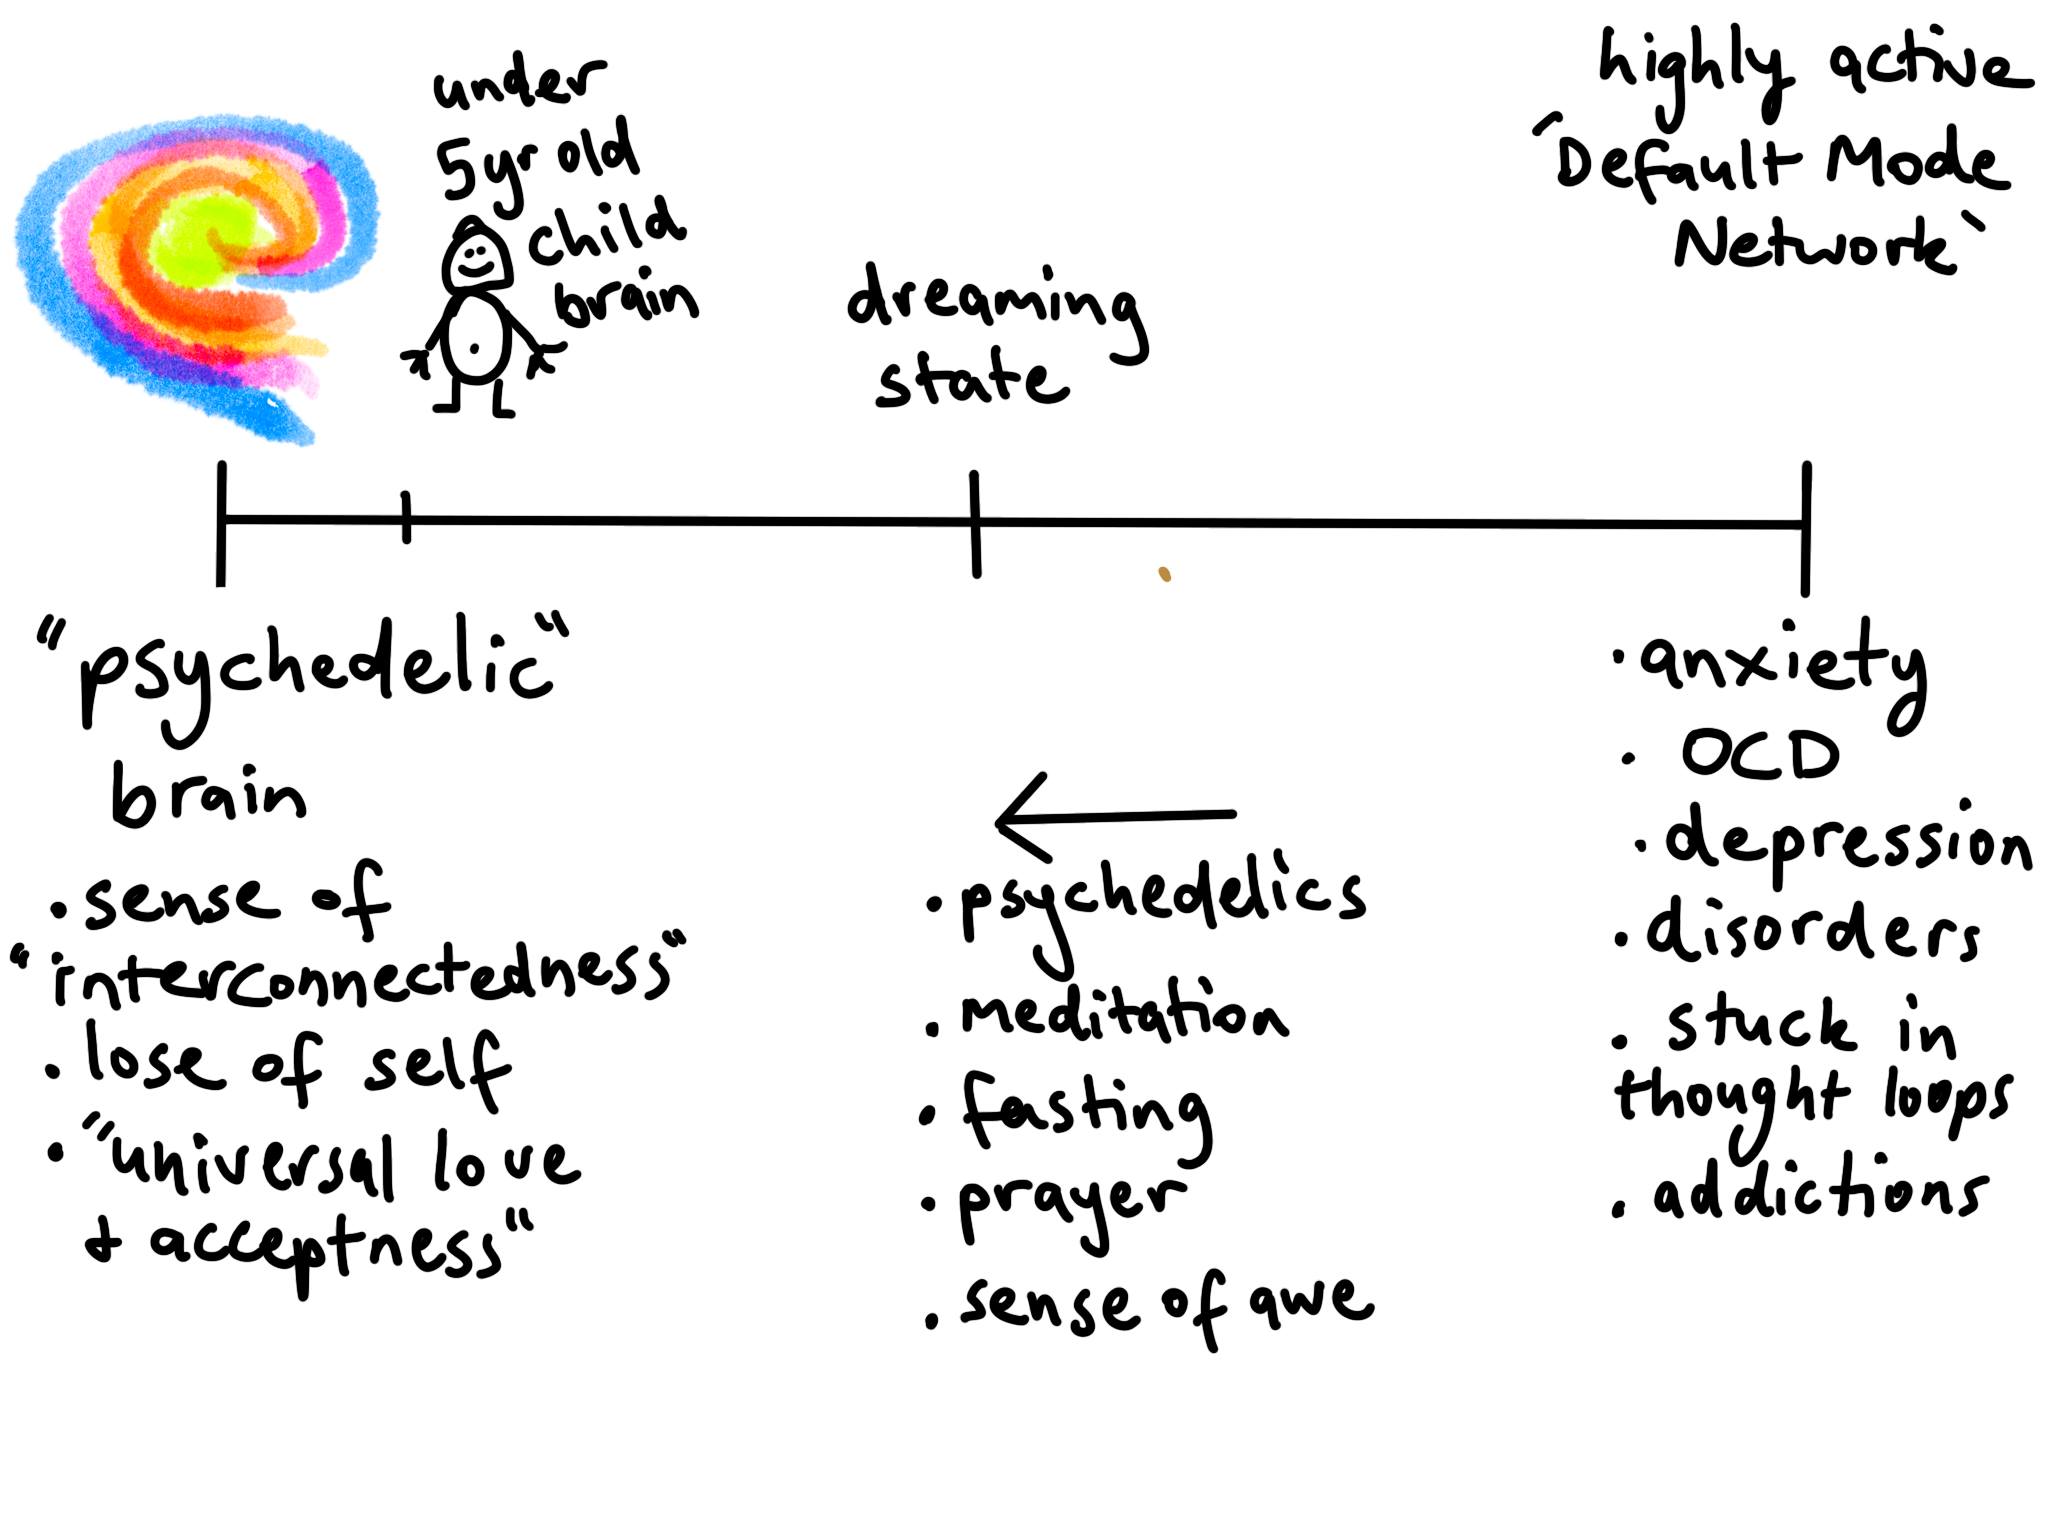 under
5yr old
child
brain
dreaming
state
highly active
"Default Mode
Network"
"psychedelic"
brain
• sense of
"interconnectedness"
• lose of self
• "universal love
& acceptness"
• psychedelics
• meditation
• fasting
• prayer
• sense of awe
• anxiety
• OCD
• depression
• disorders
• stuck in
thought loops
• addictions